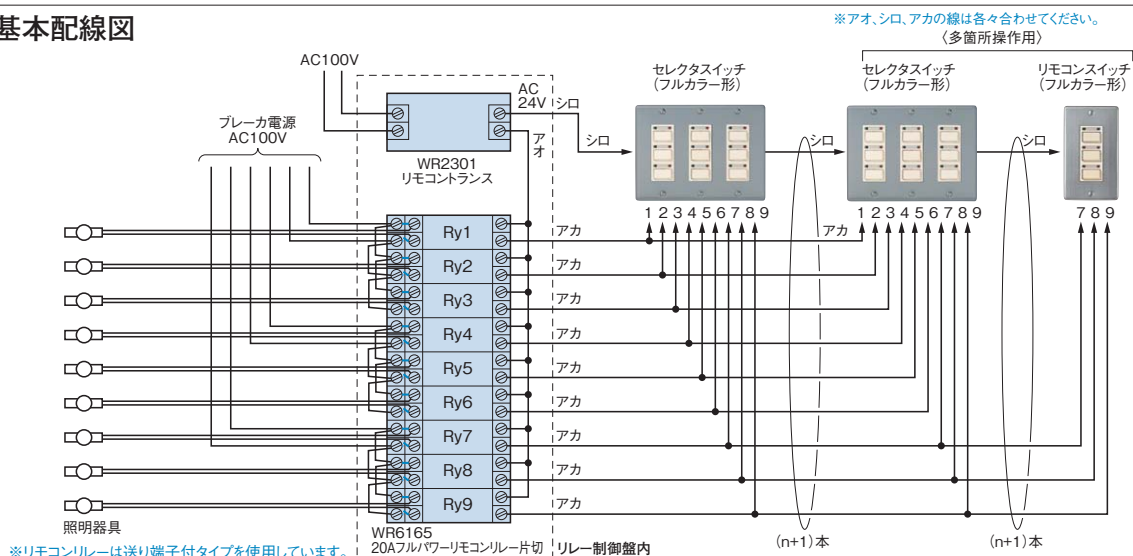 基本配線図
※アオ、シロ、アカの線は各々合わせてください。
〈多箇所操作用〉
AC100V
AC
24V
シロ
アオ
WR2301
リモコントランス
ブレーカ電源
AC100V
セレクタスイッチ
(フルカラー形)
セレクタスイッチ
(フルカラー形)
リモコンスイッチ
(フルカラー形)
シロ
シロ
シロ
1 2 3 4 5 6 7 8 9
1 2 3 4 5 6 7 8 9
7 8 9
Ry1
アカ
アカ
Ry2
アカ
Ry3
アカ
Ry4
アカ
Ry5
アカ
Ry6
アカ
Ry7
アカ
Ry8
アカ
Ry9
アカ
照明器具
WR6165
20Aフルパワーリモコンリレー片切
リレー制御盤内
(n+1)本
(n+1)本
※リモコンリレーは送り端子付タイプを使用しています。